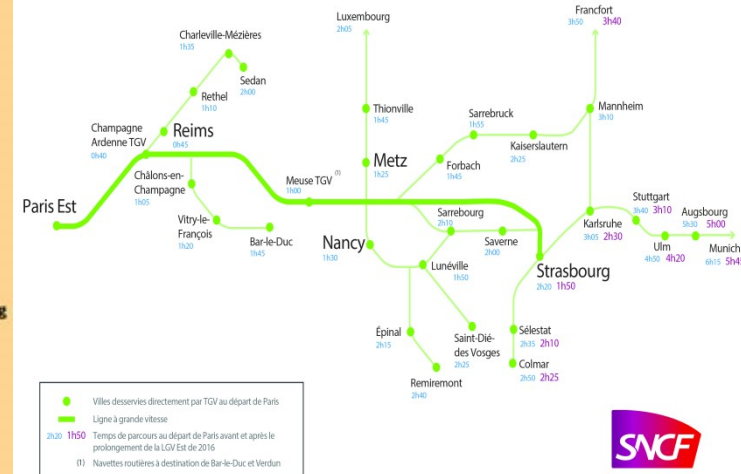 Luxembourg
2h05
Francfort
3h50 3h40
Charleville-Mézières
1h35
Sedan
2h00
Rethel
1h10
Thionville
1h45
Sarrebruck
1h55
Mannheim
3h10
Champagne
Ardenne TGV
0h40
Reims
0h45
Kaiserslautern
2h25
Metz
1h25
Forbach
1h45
Châlons-en-
Champagne
1h05
Meuse TGV (1)
1h00
Paris Est
Vitry-le-
François
1h20
Bar-le-Duc
1h45
Nancy
1h30
Sarrebourg
2h10
Saverne
2h00
Karlsruhe
3h05 2h30
Stuttgart
3h40 3h10
Augsbourg
5h30 5h00
Ulm
4h50 4h20
Munich
6h15 5h45
Lunéville
1h50
Strasbourg
2h20 1h50
Épinal
2h15
Saint-Dié-
des Vosges
2h25
Sélestat
2h35 2h10
Colmar
2h50 2h25
Remiremont
2h40
Villes desservies directement par TGV au départ de Paris
Ligne à grande vitesse
2h20 1h50 Temps de parcours au départ de Paris avant et après le
prolongement de la LGV Est de 2016
(1) Navettes routières à destination de Bar-le-Duc et Verdun
SNCF